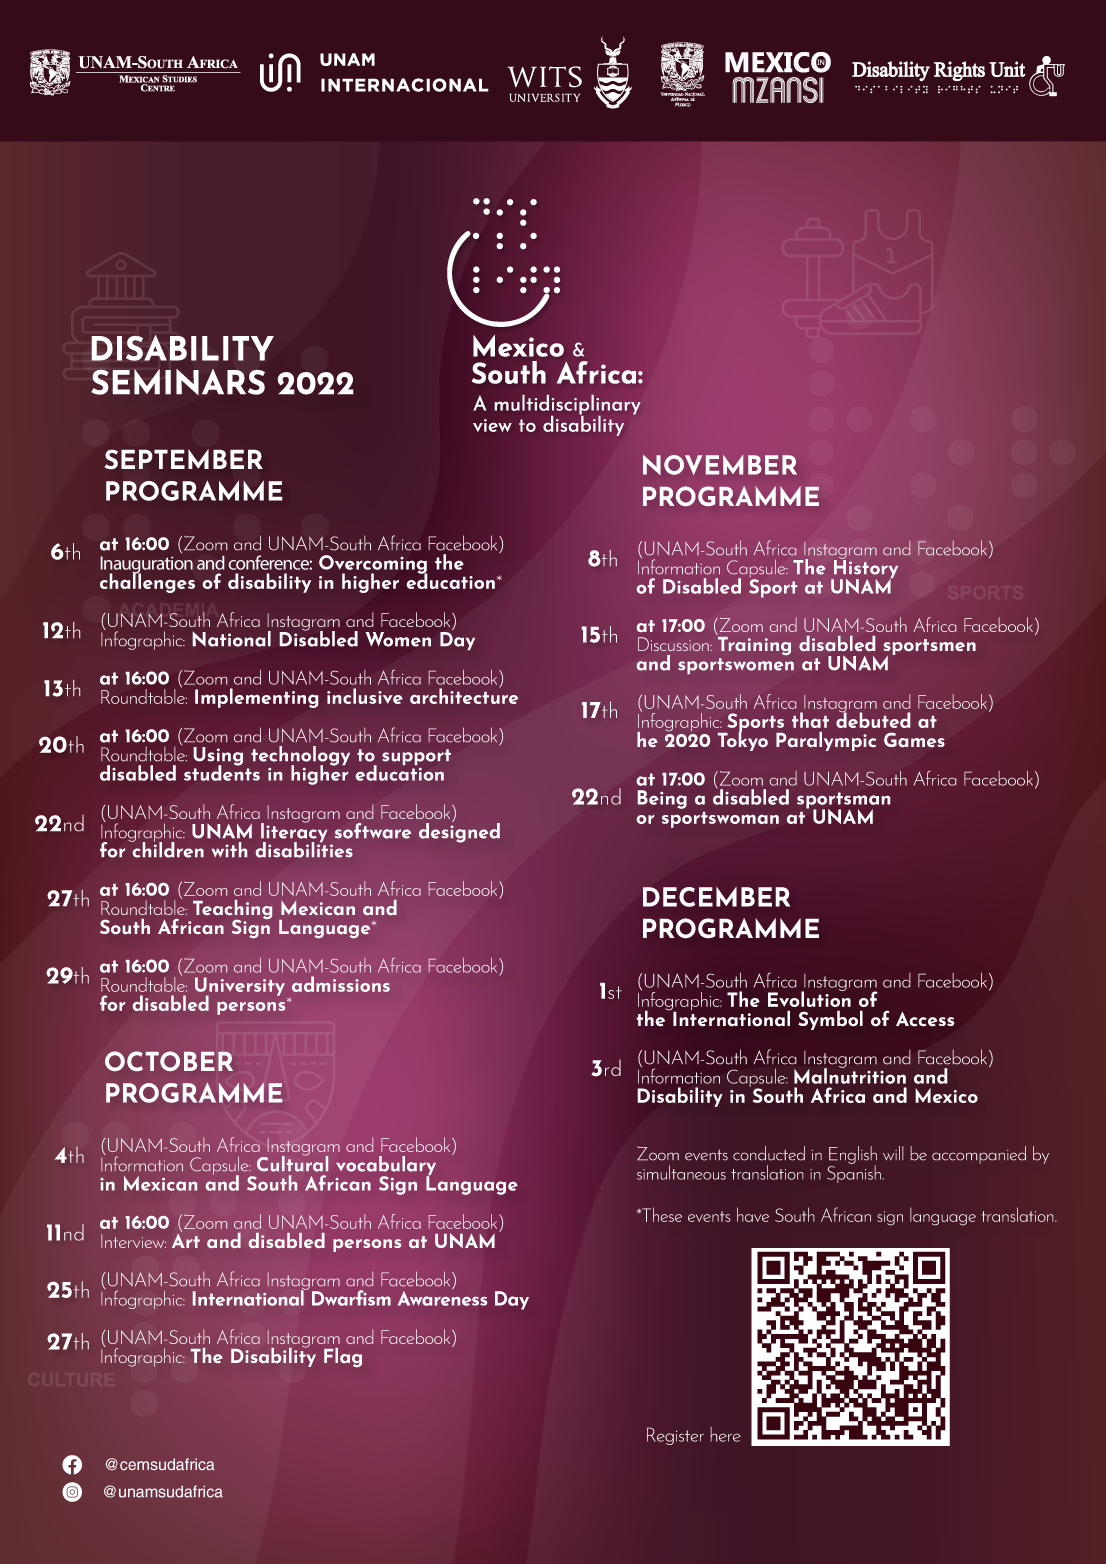 UNAM-South Africa
Mexican Studies
Centre
UNAM
INTERNACIONAL
WITS
UNIVERSITY
Universidad Nacional
Autónoma de
México
MEXICO IN
MZANSI
Disability Rights Unit
⠙⠊⠎⠁⠃⠊⠇⠊⠞⠽ ⠗⠊⠛⠓⠞⠎ ⠥⠝⠊⠞
DISABILITY
SEMINARS 2022
Mexico &
South Africa:
A multidisciplinary
view to disability
SEPTEMBER
PROGRAMME
6th
at 16:00 (Zoom and UNAM-South Africa Facebook)
Inauguration and conference: Overcoming the
challenges of disability in higher education*
ACADEMIA
12th
(UNAM-South Africa Instagram and Facebook)
Infographic: National Disabled Women Day
13th
at 16:00 (Zoom and UNAM-South Africa Facebook)
Roundtable: Implementing inclusive architecture
20th
at 16:00 (Zoom and UNAM-South Africa Facebook)
Roundtable: Using technology to support
disabled students in higher education
22nd
(UNAM-South Africa Instagram and Facebook)
Infographic: UNAM literacy software designed
for children with disabilities
27th
at 16:00 (Zoom and UNAM-South Africa Facebook)
Roundtable: Teaching Mexican and
South African Sign Language*
29th
at 16:00 (Zoom and UNAM-South Africa Facebook)
Roundtable: University admissions
for disabled persons*
OCTOBER
PROGRAMME
4th
(UNAM-South Africa Instagram and Facebook)
Information Capsule: Cultural vocabulary
in Mexican and South African Sign Language
11nd
at 16:00 (Zoom and UNAM-South Africa Facebook)
Interview: Art and disabled persons at UNAM
25th
(UNAM-South Africa Instagram and Facebook)
Infographic: International Dwarfism Awareness Day
27th
(UNAM-South Africa Instagram and Facebook)
Infographic: The Disability Flag
CULTURE
@cemsudafrica
@unamsudafrica
1
NOVEMBER
PROGRAMME
8th
(UNAM-South Africa Instagram and Facebook)
Information Capsule: The History
of Disabled Sport at UNAM
SPORTS
15th
at 17:00 (Zoom and UNAM-South Africa Facebook)
Discussion: Training disabled sportsmen
and sportswomen at UNAM
17th
(UNAM-South Africa Instagram and Facebook)
Infographic: Sports that debuted at
he 2020 Tokyo Paralympic Games
22nd
at 17:00 (Zoom and UNAM-South Africa Facebook)
Being a disabled sportsman
or sportswoman at UNAM
DECEMBER
PROGRAMME
1st
(UNAM-South Africa Instagram and Facebook)
Infographic: The Evolution of
the International Symbol of Access
3rd
(UNAM-South Africa Instagram and Facebook)
Information Capsule: Malnutrition and
Disability in South Africa and Mexico
Zoom events conducted in English will be accompanied by
simultaneous translation in Spanish.
*These events have South African sign language translation.
Register here